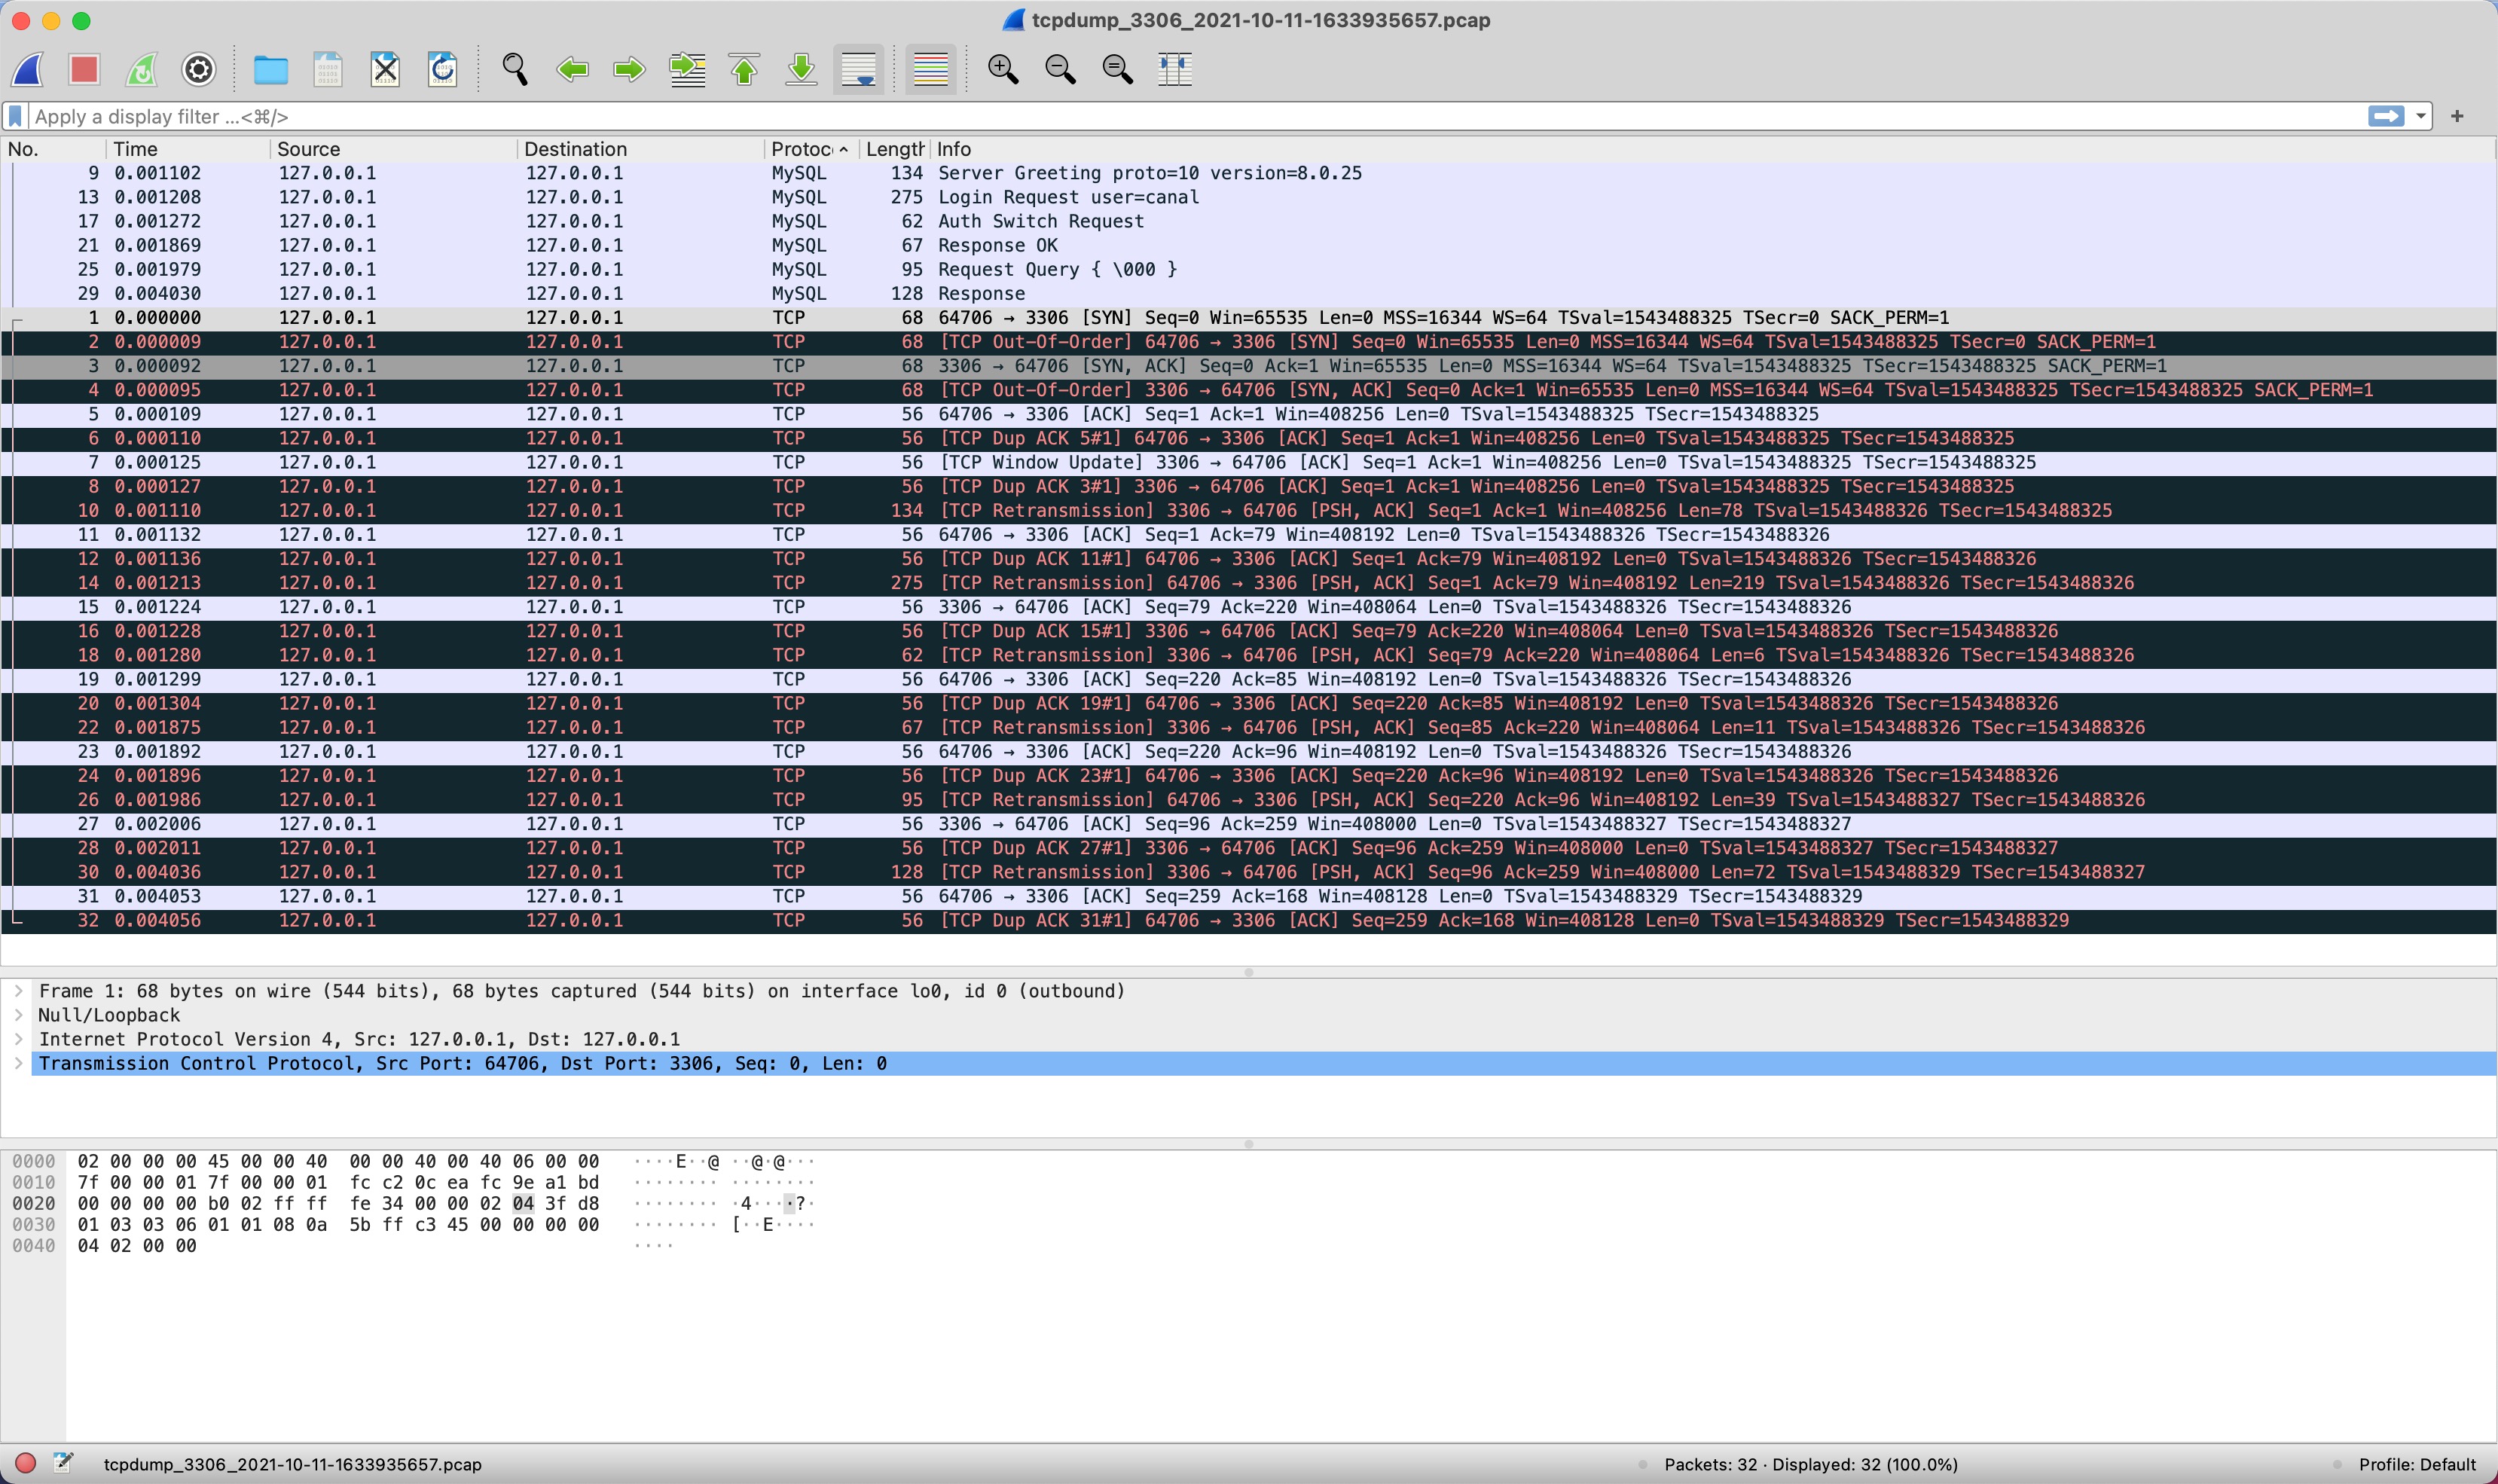 tcpdump_3306_2021-10-11-1633935657.pcap
Apply a display filter ...<⌘/>
No. Time Source Destination Protoc Length Info
9 0.001102 127.0.0.1 127.0.0.1 MySQL 134 Server Greeting proto=10 version=8.0.25
13 0.001208 127.0.0.1 127.0.0.1 MySQL 275 Login Request user=canal
17 0.001272 127.0.0.1 127.0.0.1 MySQL 62 Auth Switch Request
21 0.001869 127.0.0.1 127.0.0.1 MySQL 67 Response OK
25 0.001979 127.0.0.1 127.0.0.1 MySQL 95 Request Query { \000 }
29 0.004030 127.0.0.1 127.0.0.1 MySQL 128 Response
1 0.000000 127.0.0.1 127.0.0.1 TCP 68 64706 → 3306 [SYN] Seq=0 Win=65535 Len=0 MSS=16344 WS=64 TSval=1543488325 TSecr=0 SACK_PERM=1
2 0.000009 127.0.0.1 127.0.0.1 TCP 68 [TCP Out-Of-Order] 64706 → 3306 [SYN] Seq=0 Win=65535 Len=0 MSS=16344 WS=64 TSval=1543488325 TSecr=0 SACK_PERM=1
3 0.000092 127.0.0.1 127.0.0.1 TCP 68 3306 → 64706 [SYN, ACK] Seq=0 Ack=1 Win=65535 Len=0 MSS=16344 WS=64 TSval=1543488325 TSecr=1543488325 SACK_PERM=1
4 0.000095 127.0.0.1 127.0.0.1 TCP 68 [TCP Out-Of-Order] 3306 → 64706 [SYN, ACK] Seq=0 Ack=1 Win=65535 Len=0 MSS=16344 WS=64 TSval=1543488325 TSecr=1543488325 SACK_PERM=1
5 0.000109 127.0.0.1 127.0.0.1 TCP 56 64706 → 3306 [ACK] Seq=1 Ack=1 Win=408256 Len=0 TSval=1543488325 TSecr=1543488325
6 0.000110 127.0.0.1 127.0.0.1 TCP 56 [TCP Dup ACK 5#1] 64706 → 3306 [ACK] Seq=1 Ack=1 Win=408256 Len=0 TSval=1543488325 TSecr=1543488325
7 0.000125 127.0.0.1 127.0.0.1 TCP 56 [TCP Window Update] 3306 → 64706 [ACK] Seq=1 Ack=1 Win=408256 Len=0 TSval=1543488325 TSecr=1543488325
8 0.000127 127.0.0.1 127.0.0.1 TCP 56 [TCP Dup ACK 3#1] 3306 → 64706 [ACK] Seq=1 Ack=1 Win=408256 Len=0 TSval=1543488325 TSecr=1543488325
10 0.001110 127.0.0.1 127.0.0.1 TCP 134 [TCP Retransmission] 3306 → 64706 [PSH, ACK] Seq=1 Ack=1 Win=408256 Len=78 TSval=1543488326 TSecr=1543488325
11 0.001132 127.0.0.1 127.0.0.1 TCP 56 64706 → 3306 [ACK] Seq=1 Ack=79 Win=408192 Len=0 TSval=1543488326 TSecr=1543488326
12 0.001136 127.0.0.1 127.0.0.1 TCP 56 [TCP Dup ACK 11#1] 64706 → 3306 [ACK] Seq=1 Ack=79 Win=408192 Len=0 TSval=1543488326 TSecr=1543488326
14 0.001213 127.0.0.1 127.0.0.1 TCP 275 [TCP Retransmission] 64706 → 3306 [PSH, ACK] Seq=1 Ack=79 Win=408192 Len=219 TSval=1543488326 TSecr=1543488326
15 0.001224 127.0.0.1 127.0.0.1 TCP 56 3306 → 64706 [ACK] Seq=79 Ack=220 Win=408064 Len=0 TSval=1543488326 TSecr=1543488326
16 0.001228 127.0.0.1 127.0.0.1 TCP 56 [TCP Dup ACK 15#1] 3306 → 64706 [ACK] Seq=79 Ack=220 Win=408064 Len=0 TSval=1543488326 TSecr=1543488326
18 0.001280 127.0.0.1 127.0.0.1 TCP 62 [TCP Retransmission] 3306 → 64706 [PSH, ACK] Seq=79 Ack=220 Win=408064 Len=6 TSval=1543488326 TSecr=1543488326
19 0.001299 127.0.0.1 127.0.0.1 TCP 56 64706 → 3306 [ACK] Seq=220 Ack=85 Win=408192 Len=0 TSval=1543488326 TSecr=1543488326
20 0.001304 127.0.0.1 127.0.0.1 TCP 56 [TCP Dup ACK 19#1] 64706 → 3306 [ACK] Seq=220 Ack=85 Win=408192 Len=0 TSval=1543488326 TSecr=1543488326
22 0.001875 127.0.0.1 127.0.0.1 TCP 67 [TCP Retransmission] 3306 → 64706 [PSH, ACK] Seq=85 Ack=220 Win=408064 Len=11 TSval=1543488326 TSecr=1543488326
23 0.001892 127.0.0.1 127.0.0.1 TCP 56 64706 → 3306 [ACK] Seq=220 Ack=96 Win=408192 Len=0 TSval=1543488326 TSecr=1543488326
24 0.001896 127.0.0.1 127.0.0.1 TCP 56 [TCP Dup ACK 23#1] 64706 → 3306 [ACK] Seq=220 Ack=96 Win=408192 Len=0 TSval=1543488326 TSecr=1543488326
26 0.001986 127.0.0.1 127.0.0.1 TCP 95 [TCP Retransmission] 64706 → 3306 [PSH, ACK] Seq=220 Ack=96 Win=408192 Len=39 TSval=1543488327 TSecr=1543488326
27 0.002006 127.0.0.1 127.0.0.1 TCP 56 3306 → 64706 [ACK] Seq=96 Ack=259 Win=408000 Len=0 TSval=1543488327 TSecr=1543488327
28 0.002011 127.0.0.1 127.0.0.1 TCP 56 [TCP Dup ACK 27#1] 3306 → 64706 [ACK] Seq=96 Ack=259 Win=408000 Len=0 TSval=1543488327 TSecr=1543488327
30 0.004036 127.0.0.1 127.0.0.1 TCP 128 [TCP Retransmission] 3306 → 64706 [PSH, ACK] Seq=96 Ack=259 Win=408000 Len=72 TSval=1543488329 TSecr=1543488327
31 0.004053 127.0.0.1 127.0.0.1 TCP 56 64706 → 3306 [ACK] Seq=259 Ack=168 Win=408128 Len=0 TSval=1543488329 TSecr=1543488329
32 0.004056 127.0.0.1 127.0.0.1 TCP 56 [TCP Dup ACK 31#1] 64706 → 3306 [ACK] Seq=259 Ack=168 Win=408128 Len=0 TSval=1543488329 TSecr=1543488329
Frame 1: 68 bytes on wire (544 bits), 68 bytes captured (544 bits) on interface lo0, id 0 (outbound)
Null/Loopback
Internet Protocol Version 4, Src: 127.0.0.1, Dst: 127.0.0.1
Transmission Control Protocol, Src Port: 64706, Dst Port: 3306, Seq: 0, Len: 0
0000 02 00 00 00 45 00 00 40 00 00 40 00 40 06 00 00 ····E··@ ··@·@···
0010 7f 00 00 01 7f 00 00 01 fc c2 0c ea fc 9e a1 bd ········ ········
0020 00 00 00 00 b0 02 ff ff fe 34 00 00 02 04 3f d8 ········ ·4····?·
0030 01 03 03 06 01 01 08 0a 5b ff c3 45 00 00 00 00 ········ [··E····
0040 04 02 00 00 ····
tcpdump_3306_2021-10-11-1633935657.pcap Packets: 32 · Displayed: 32 (100.0%) Profile: Default